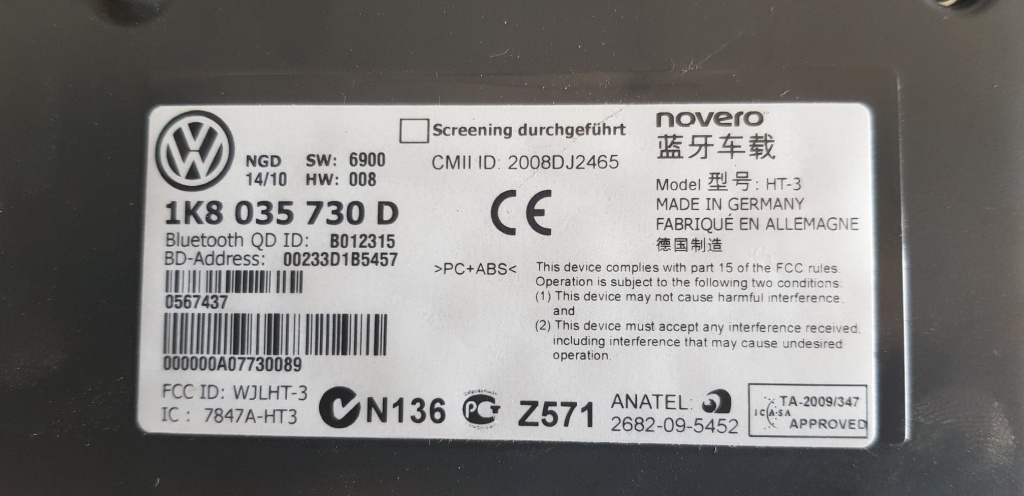 NGD SW: 6900
14/10 HW: 008
1K8 035 730 D
Bluetooth QD ID: B012315
BD-Address: 00233D1B5457
0567437
000000A07730089
FCC ID: WJLHT-3
IC : 7847A-HT3
Screening durchgeführt
CMII ID: 2008DJ2465
CE
>PC+ABS<
novero
蓝牙车载
Model 型号: HT-3
MADE IN GERMANY
FABRIQUÉ EN ALLEMAGNE
德国制造
This device complies with part 15 of the FCC rules.
Operation is subject to the following two conditions:
(1) This device may not cause harmful interference.
and
(2) This device must accept any interference received,
including interference that may cause undesired
operation.
N136
Z571
ANATEL:
2682-09-5452
TA-2009/347
ICASA
APPROVED